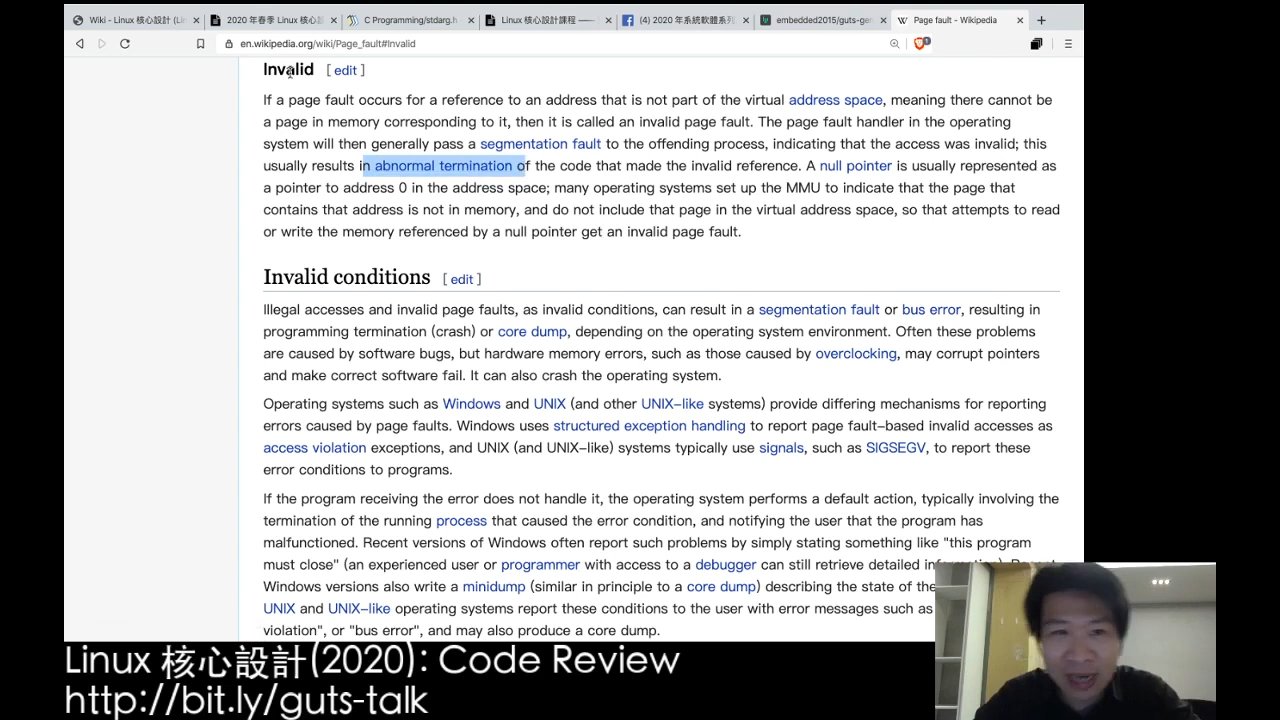 Wiki - Linux 核心設計 (Lin
2020 年春季 Linux 核心設
C Programming/stdarg.h
Linux 核心設計課程 ——
(4) 2020 年系統軟體系列
embedded2015/guts-gen
Page fault - Wikipedia
en.wikipedia.org/wiki/Page_fault#Invalid
Invalid [ edit ]
If a page fault occurs for a reference to an address that is not part of the virtual address space, meaning there cannot be
a page in memory corresponding to it, then it is called an invalid page fault. The page fault handler in the operating
system will then generally pass a segmentation fault to the offending process, indicating that the access was invalid; this
usually results in abnormal termination of the code that made the invalid reference. A null pointer is usually represented as
a pointer to address 0 in the address space; many operating systems set up the MMU to indicate that the page that
contains that address is not in memory, and do not include that page in the virtual address space, so that attempts to read
or write the memory referenced by a null pointer get an invalid page fault.
Invalid conditions [ edit ]
Illegal accesses and invalid page faults, as invalid conditions, can result in a segmentation fault or bus error, resulting in
programming termination (crash) or core dump, depending on the operating system environment. Often these problems
are caused by software bugs, but hardware memory errors, such as those caused by overclocking, may corrupt pointers
and make correct software fail. It can also crash the operating system.
Operating systems such as Windows and UNIX (and other UNIX-like systems) provide differing mechanisms for reporting
errors caused by page faults. Windows uses structured exception handling to report page fault-based invalid accesses as
access violation exceptions, and UNIX (and UNIX-like) systems typically use signals, such as SIGSEGV, to report these
error conditions to programs.
If the program receiving the error does not handle it, the operating system performs a default action, typically involving the
termination of the running process that caused the error condition, and notifying the user that the program has
malfunctioned. Recent versions of Windows often report such problems by simply stating something like "this program
must close" (an experienced user or programmer with access to a debugger can still retrieve detailed
Windows versions also write a minidump (similar in principle to a core dump) describing the state of the
UNIX and UNIX-like operating systems report these conditions to the user with error messages such as
violation", or "bus error", and may also produce a core dump.
Linux 核心設計(2020): Code Review
http://bit.ly/guts-talk